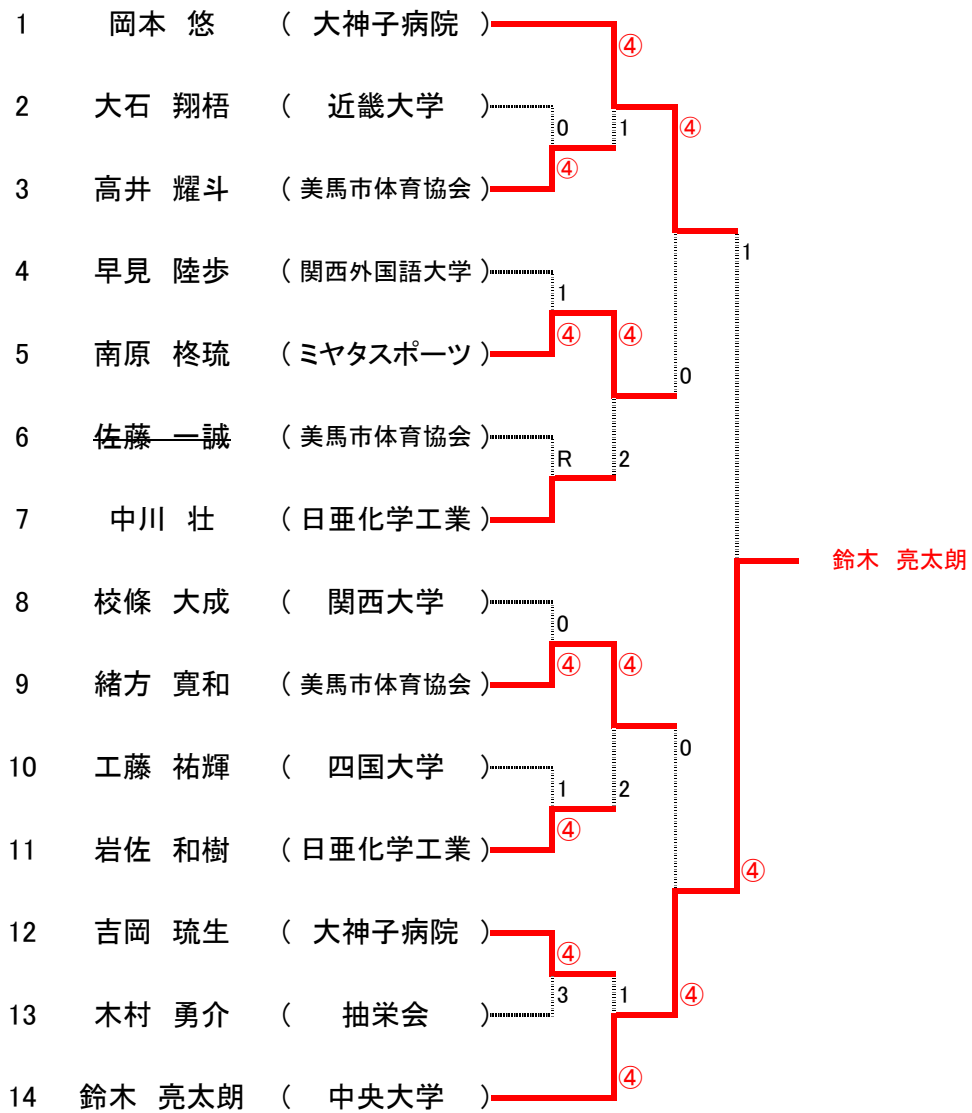 1 岡本 悠 ( 大神子病院 )
④
2 大石 翔梧 ( 近畿大学 )
0 1 ④
④
3 高井 耀斗 ( 美馬市体育協会 )
1
4 早見 陸歩 ( 関西外国語大学 )
1
④ ④
5 南原 柊琉 ( ミヤタスポーツ )
0
6 佐藤 一誠 ( 美馬市体育協会 )
R 2
7 中川 壮 ( 日亜化学工業 )
鈴木 亮太朗
8 校條 大成 ( 関西大学 )
0
④ ④
9 緒方 寛和 ( 美馬市体育協会 )
0
10 工藤 祐輝 ( 四国大学 )
1 2
④
11 岩佐 和樹 ( 日亜化学工業 )
④
12 吉岡 琉生 ( 大神子病院 )
④
3 1 ④
13 木村 勇介 ( 抽栄会 )
④
14 鈴木 亮太朗 ( 中央大学 )